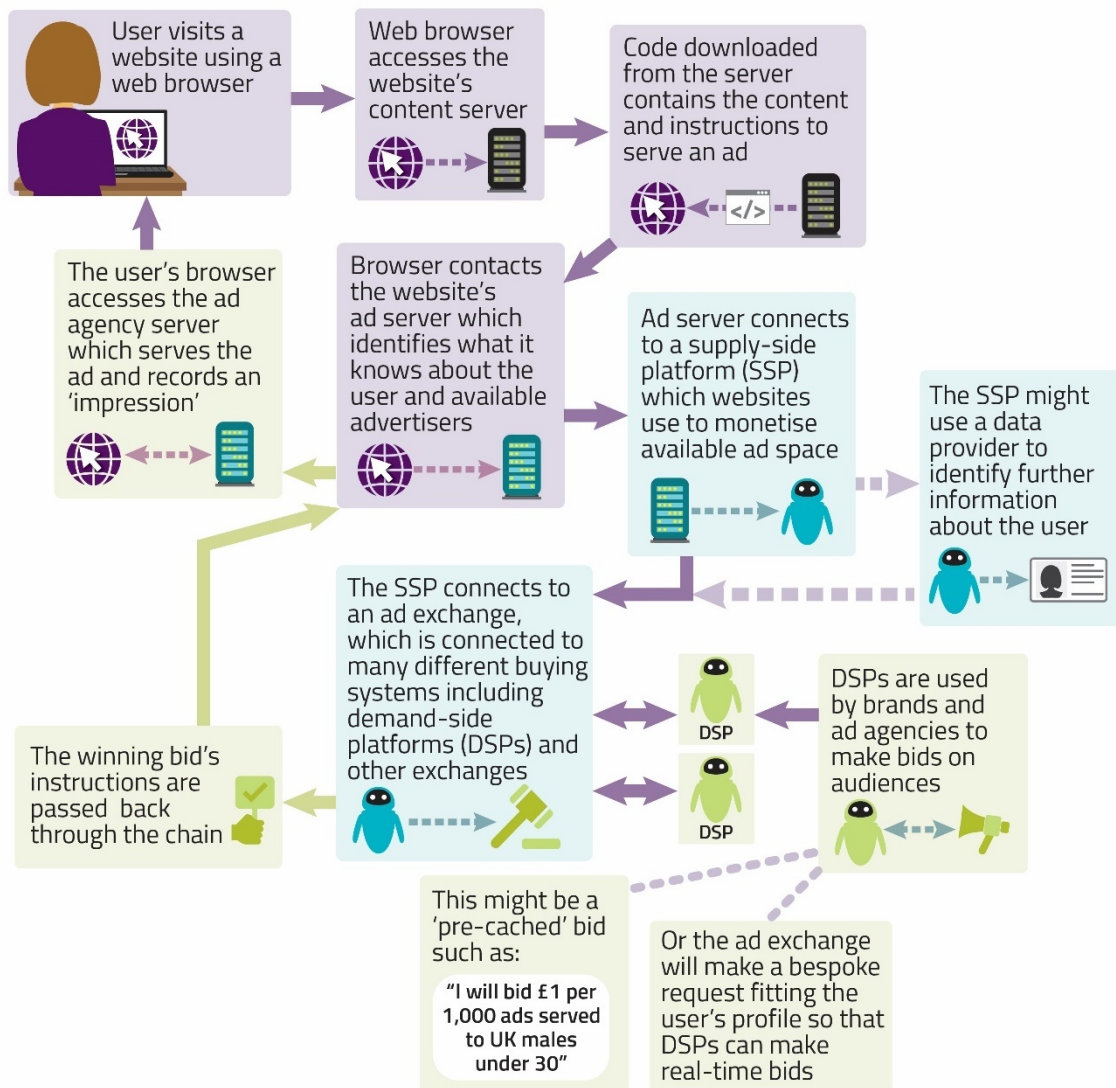 User visits a
website using a
web browser
Web browser
accesses the
website's
content server
Code downloaded
from the server
contains the content
and instructions to
serve an ad
</>
The user's browser
accesses the ad
agency server
which serves the
ad and records an
'impression'
Browser contacts
the website's
ad server which
identifies what it
knows about the
user and available
advertisers
Ad server connects
to a supply-side
platform (SSP)
which websites
use to monetise
available ad space
The SSP might
use a data
provider to
identify further
information
about the user
The SSP connects to
an ad exchange,
which is connected to
many different buying
systems including
demand-side
platforms (DSPs) and
other exchanges
DSP
DSP
DSPs are used
by brands and
ad agencies to
make bids on
audiences
The winning bid's
instructions are
passed back
through the chain
This might be a
'pre-cached' bid
such as:
"I will bid £1 per
1,000 ads served
to UK males
under 30"
Or the ad exchange
will make a bespoke
request fitting the
user's profile so that
DSPs can make
real-time bids